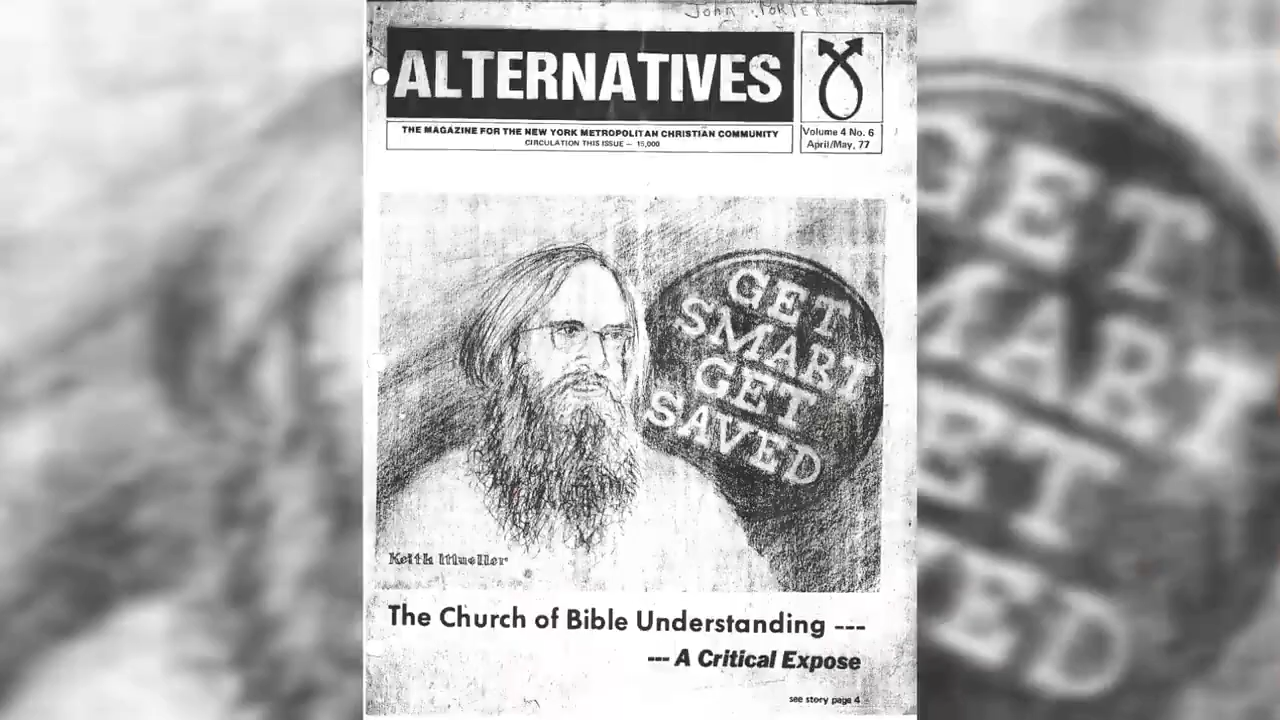 John PORTER
ALTERNATIVES
THE MAGAZINE FOR THE NEW YORK METROPOLITAN CHRISTIAN COMMUNITY
CIRCULATION THIS ISSUE — 15,000
Volume 4 No. 6
April/May, 77
GET
SMART
GET
SAVED
Keith Mueller
The Church of Bible Understanding ---
--- A Critical Expose
see story page 4